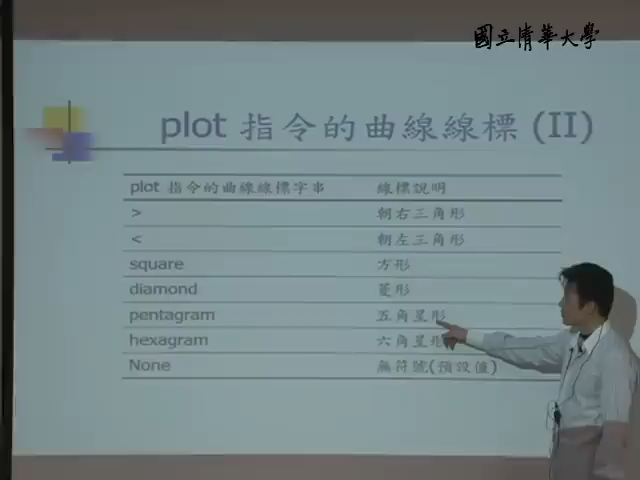 國立清華大學
plot 指令的曲線線標 (II)
plot 指令的曲線線標字串 線標說明
> 朝右三角形
< 朝左三角形
square 方形
diamond 菱形
pentagram 五角星形
hexagram 六角星形
None 無符號(預設值)